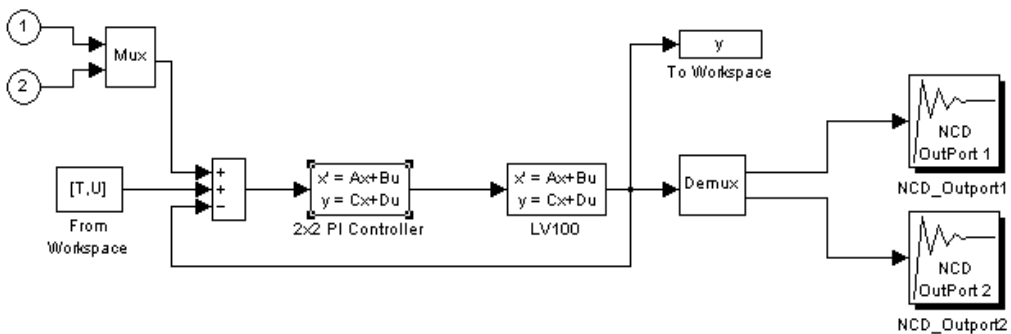 1
Mux
2
y
To Workspace
NCD
OutPort 1
NCD_Outport1
[T,U]
From
Workspace
+
+
−
x' = Ax+Bu
y = Cx+Du
2x2 PI Controller
x' = Ax+Bu
y = Cx+Du
LV100
Demux
NCD
OutPort 2
NCD_Outport2